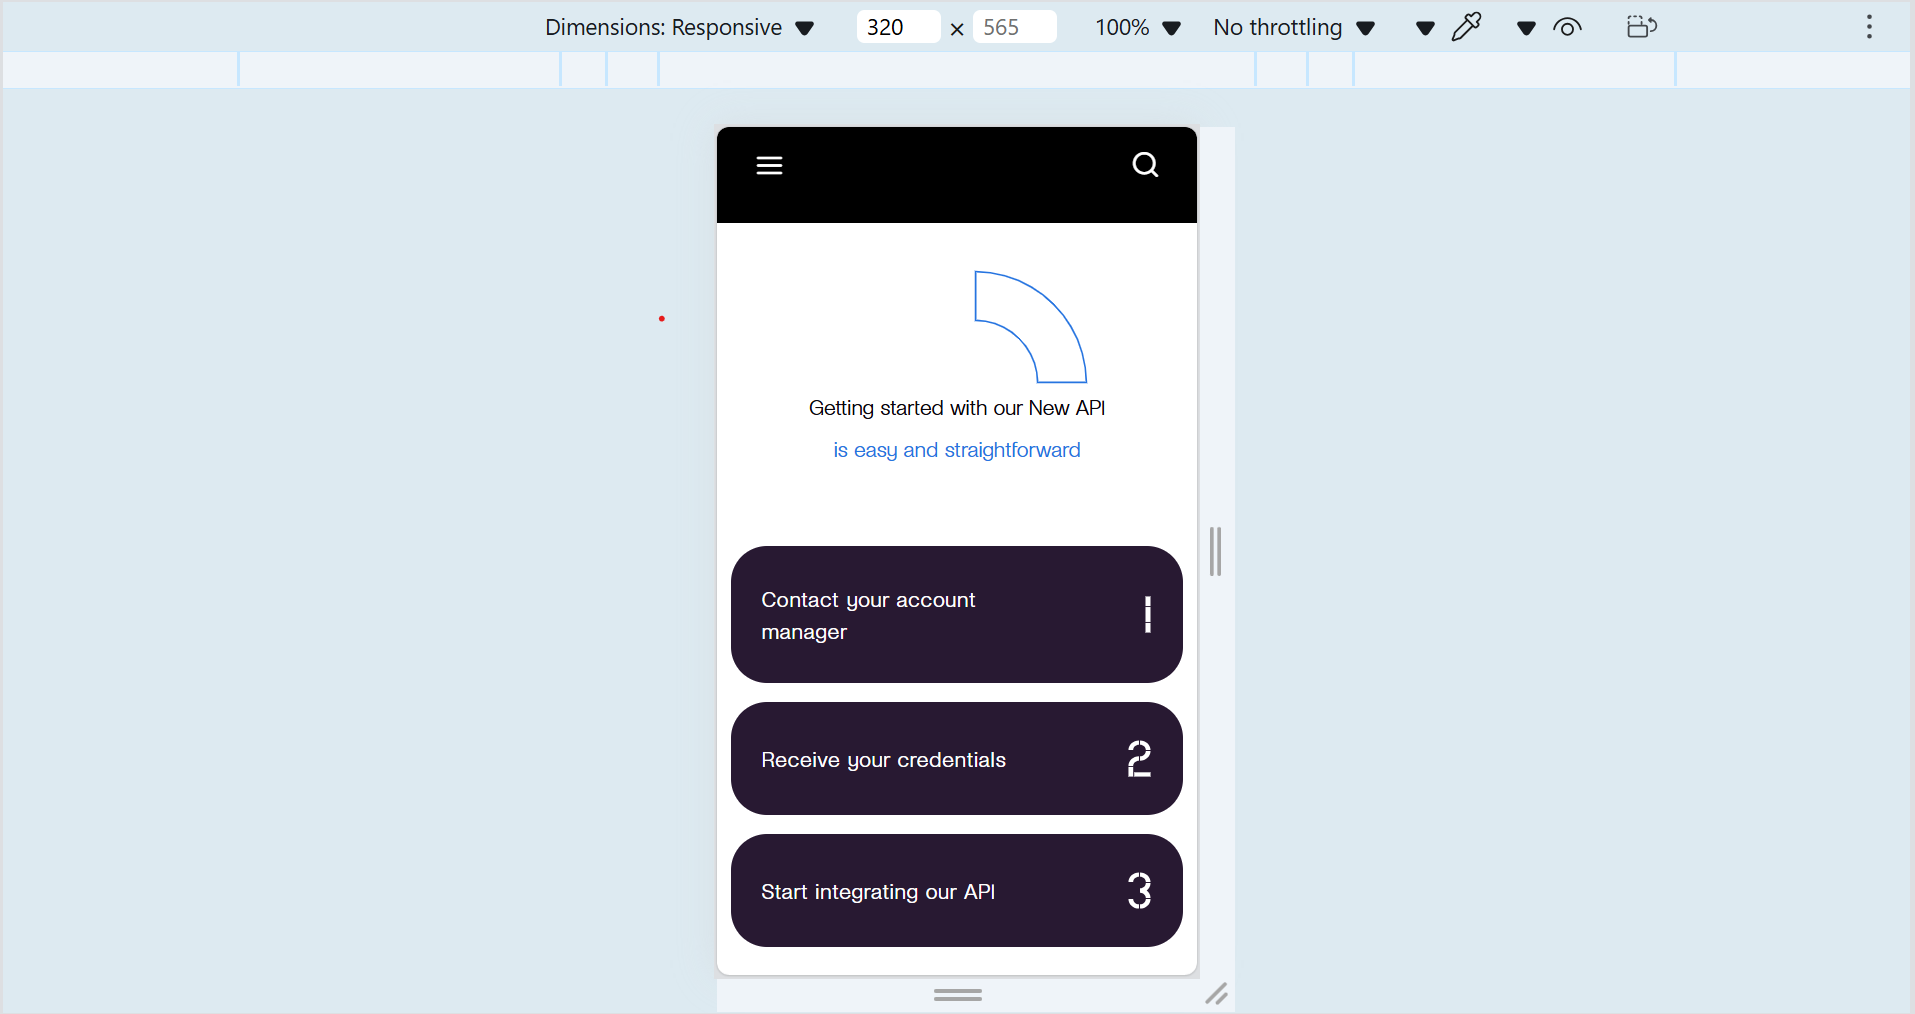 Dimensions: Responsive 320 × 565 100% No throttling
Getting started with our New API
is easy and straightforward
Contact your account
manager
1
Receive your credentials
2
Start integrating our API
3